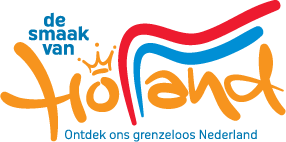 de
smaak
van
Holland
Ontdek ons grenzeloos Nederland